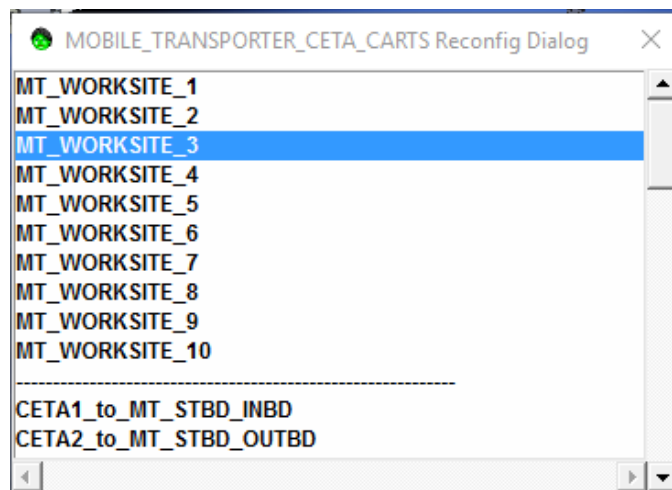 MOBILE_TRANSPORTER_CETA_CARTS Reconfig Dialog
MT_WORKSITE_1
MT_WORKSITE_2
MT_WORKSITE_3
MT_WORKSITE_4
MT_WORKSITE_5
MT_WORKSITE_6
MT_WORKSITE_7
MT_WORKSITE_8
MT_WORKSITE_9
MT_WORKSITE_10
------------------------------------------------------------
CETA1_to_MT_STBD_INBD
CETA2_to_MT_STBD_OUTBD